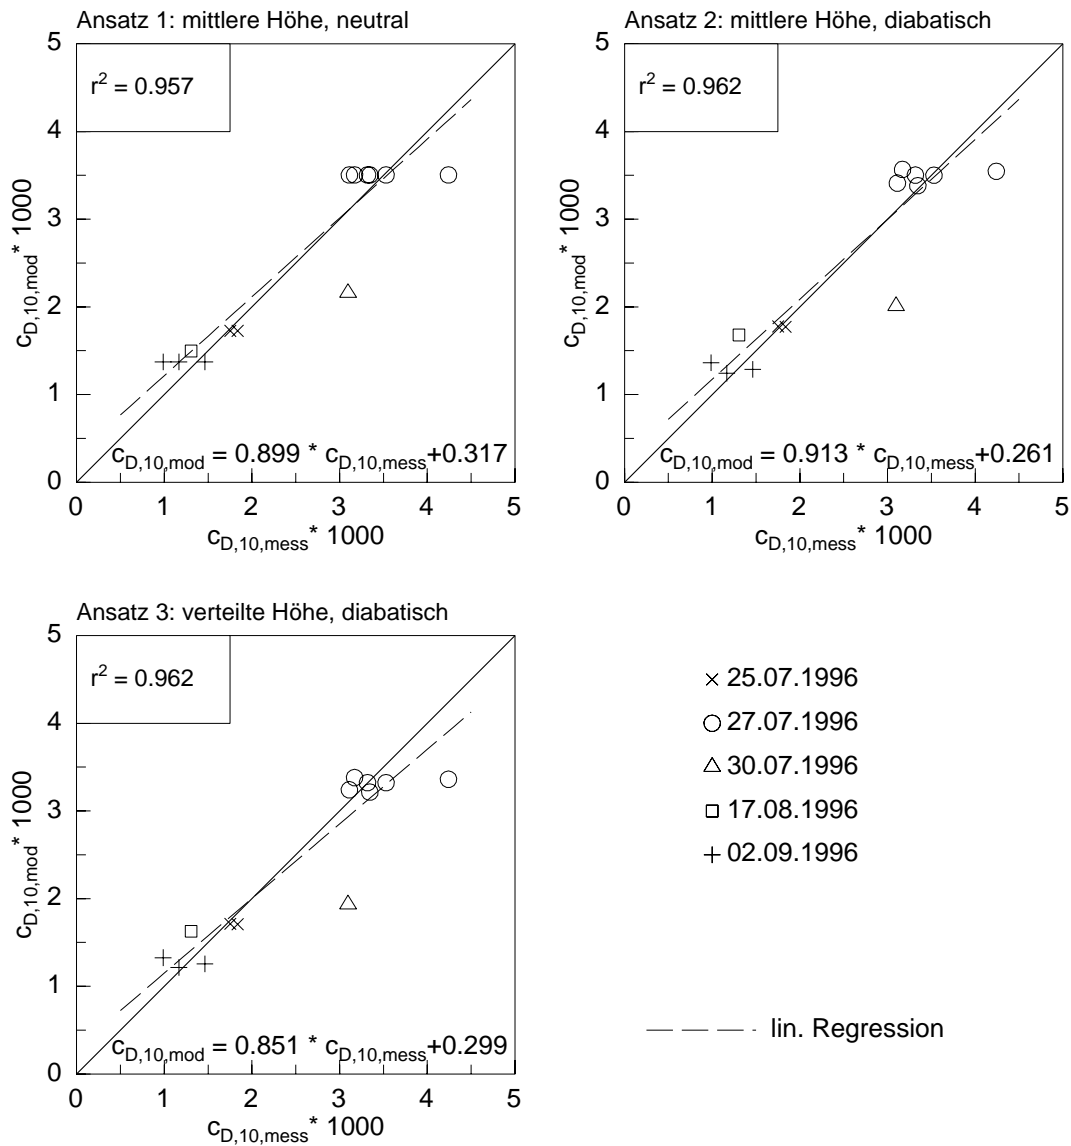 Ansatz 1: mittlere Höhe, neutral
5
r² = 0.957
4
3
2
1
0
c_D,10,mod * 1000
c_D,10,mod = 0.899 * c_D,10,mess+0.317
0 1 2 3 4 5
c_D,10,mess * 1000
Ansatz 2: mittlere Höhe, diabatisch
5
r² = 0.962
4
3
2
1
0
c_D,10,mod * 1000
c_D,10,mod = 0.913 * c_D,10,mess+0.261
0 1 2 3 4 5
c_D,10,mess * 1000
Ansatz 3: verteilte Höhe, diabatisch
5
r² = 0.962
4
3
2
1
0
c_D,10,mod * 1000
c_D,10,mod = 0.851 * c_D,10,mess+0.299
0 1 2 3 4 5
c_D,10,mess * 1000
25.07.1996
27.07.1996
30.07.1996
17.08.1996
02.09.1996
lin. Regression